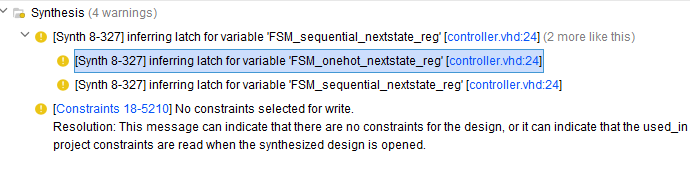 Synthesis (4 warnings)
[Synth 8-327] inferring latch for variable 'FSM_sequential_nextstate_reg' [controller.vhd:24] (2 more like this)
[Synth 8-327] inferring latch for variable 'FSM_onehot_nextstate_reg' [controller.vhd:24]
[Synth 8-327] inferring latch for variable 'FSM_sequential_nextstate_reg' [controller.vhd:24]
[Constraints 18-5210] No constraints selected for write.
Resolution: This message can indicate that there are no constraints for the design, or it can indicate that the used_in
project constraints are read when the synthesized design is opened.